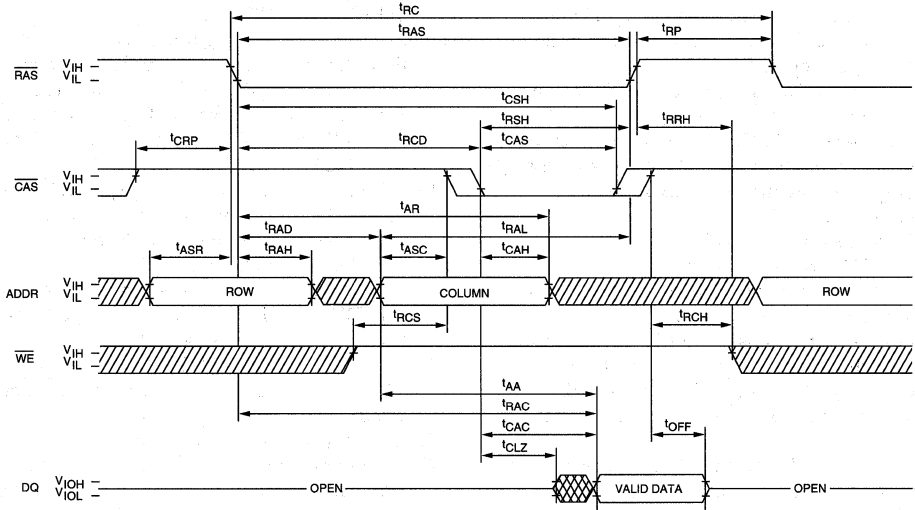 tRC
tRAS
tRP
RAS
VIH
VIL
tCSH
tRSH
tRRH
tCRP
tRCD
tCAS
CAS
VIH
VIL
tAR
tRAD
tRAL
tASR
tRAH
tASC
tCAH
ADDR
VIH
VIL
ROW
COLUMN
ROW
tRCS
tRCH
WE
VIH
VIL
tAA
tRAC
tCAC
tOFF
tCLZ
DQ
VIOH
VIOL
OPEN
VALID DATA
OPEN